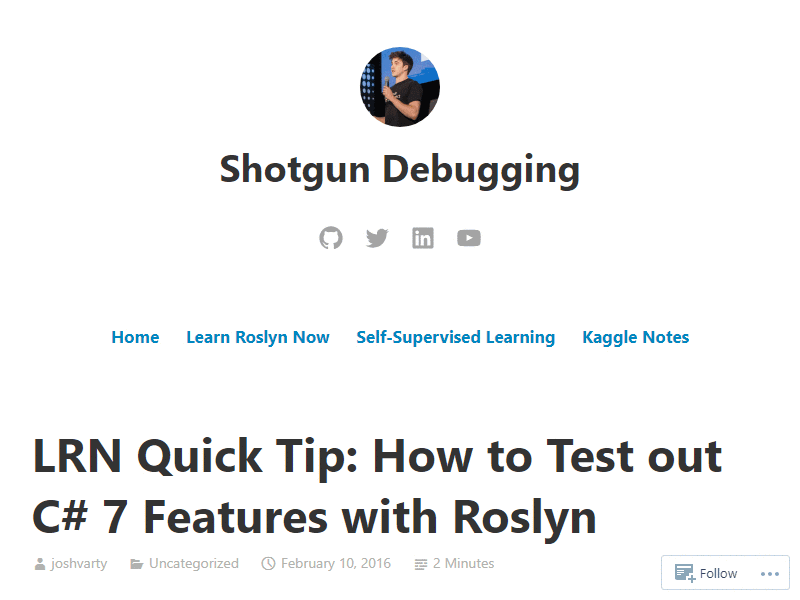 Shotgun Debugging
Home Learn Roslyn Now Self-Supervised Learning Kaggle Notes
LRN Quick Tip: How to Test out
C# 7 Features with Roslyn
joshvarty Uncategorized February 10, 2016 2 Minutes
Follow